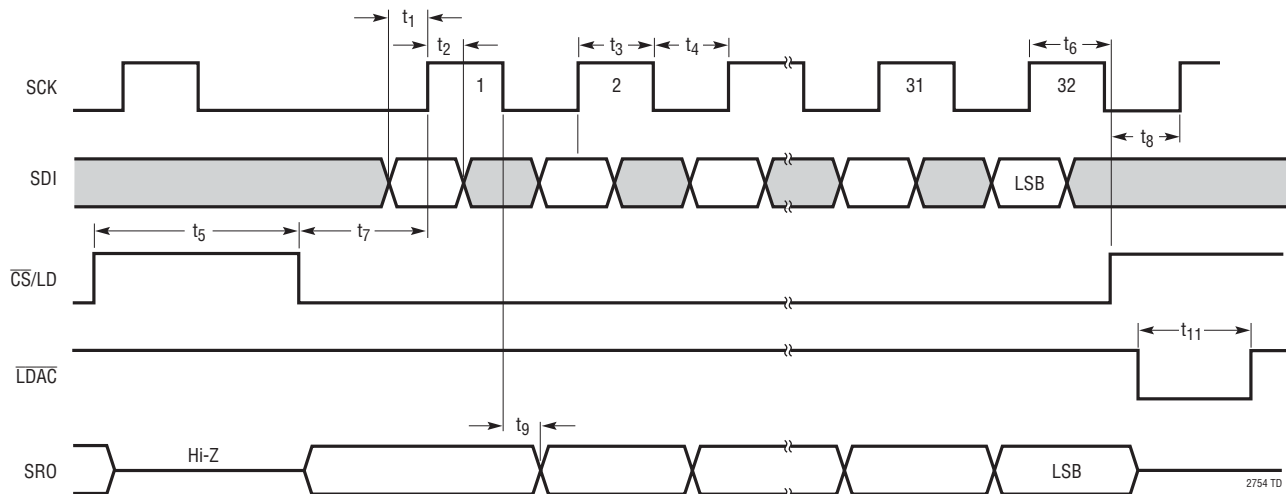 t1
t2 t3 t4 t6
SCK 1 2 31 32
t8
SDI LSB
t5 t7
CS/LD
t11
LDAC
t9
Hi-Z
SRO LSB
2754 TD